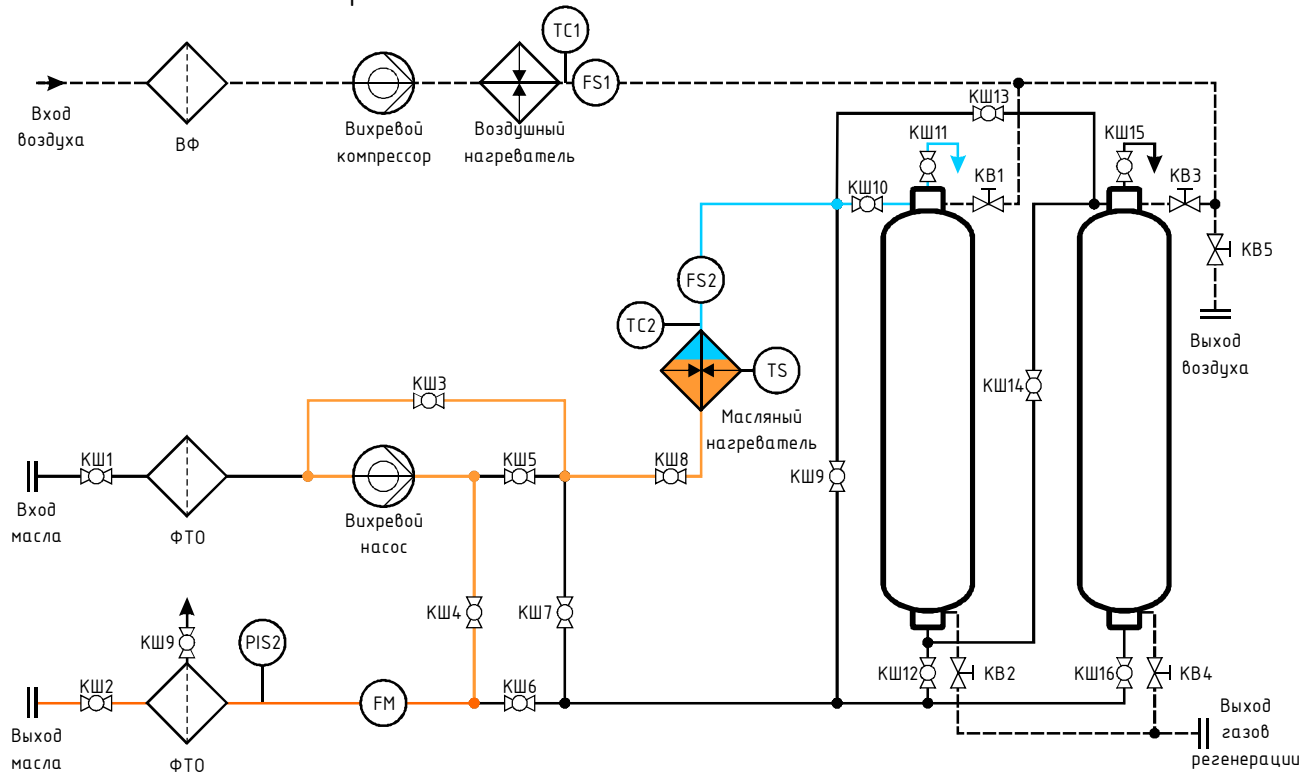 TC1
FS1
КШ13
Вход
воздуха
ВФ
Вихревой
компрессор
Воздушный
нагреватель
КШ11
КШ15
КВ1
КВ3
КШ10
КВ5
FS2
TC2
TS
Выход
воздуха
КШ14
КШ3
Масляный
нагреватель
КШ1
КШ5
КШ8
КШ9
Вход
масла
ФТО
Вихревой
насос
КШ4
КШ7
КШ9
PIS2
КШ2
FM
КШ6
КШ12
КВ2
КШ16
КВ4
Выход
масла
ФТО
Выход
газов
регенерации